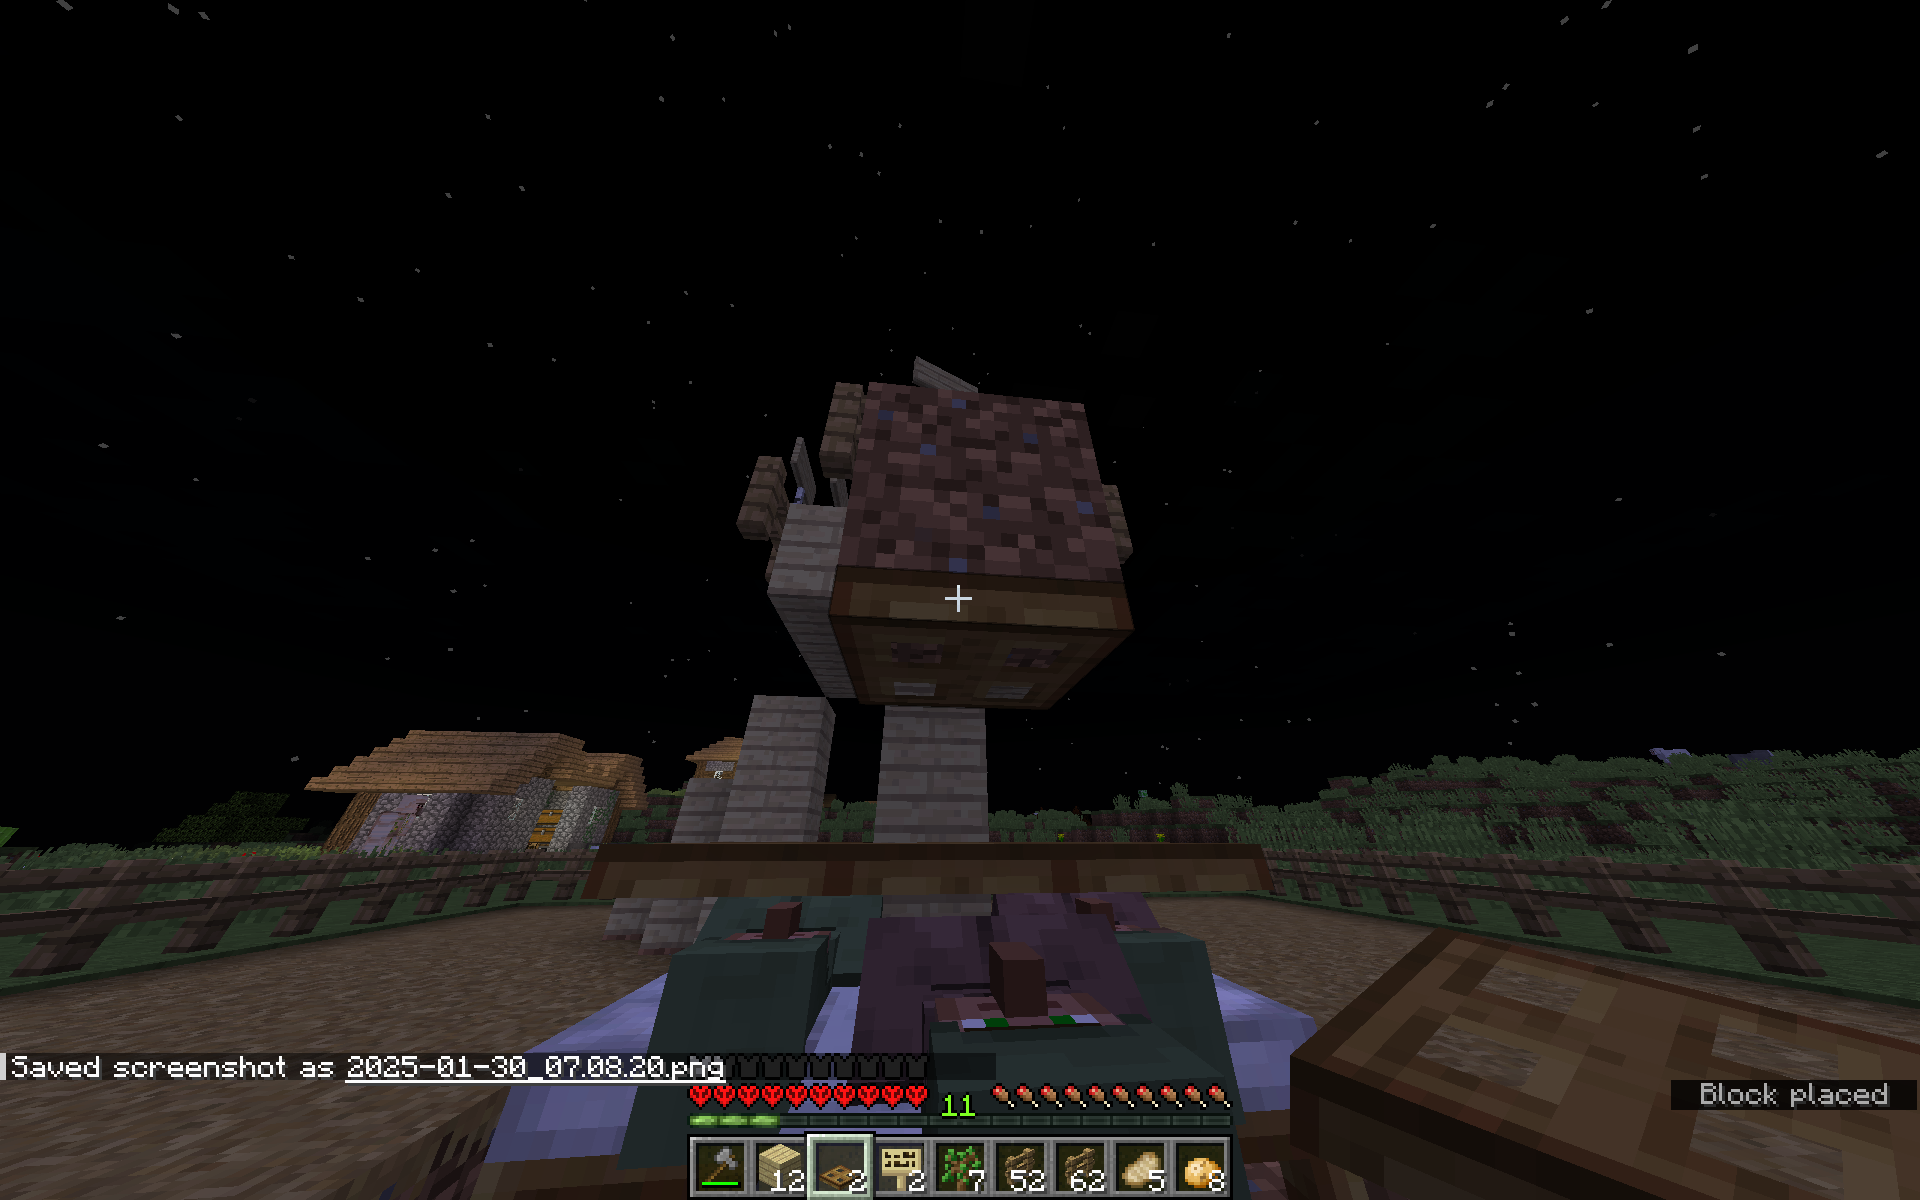 Saved screenshot as 2025-01-30_07.08.20.png
Block placed
11
12 2 2 7 52 62 5 8